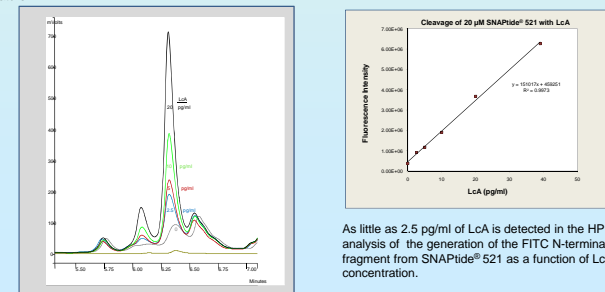 mVolts
700
600
500
400
300
200
100
0
LcA
pg/ml
20
pg/ml
pg/ml
2.5 pg/ml
0
5.50 5.75 6.00 6.25 6.50 6.75 7.00
Minutes
Cleavage of 20 µM SNAPtide® 521 with LcA
Fluorescence Intensity
7.00E+06
6.00E+06
5.00E+06
4.00E+06
3.00E+06
2.00E+06
1.00E+06
0.00E+00
y = 151017x + 459251
R² = 0.9973
0 10 20 30 40 50
LcA (pg/ml)
As little as 2.5 pg/ml of LcA is detected in the HP
analysis of the generation of the FITC N-termina
fragment from SNAPtide® 521 as a function of Lc
concentration.